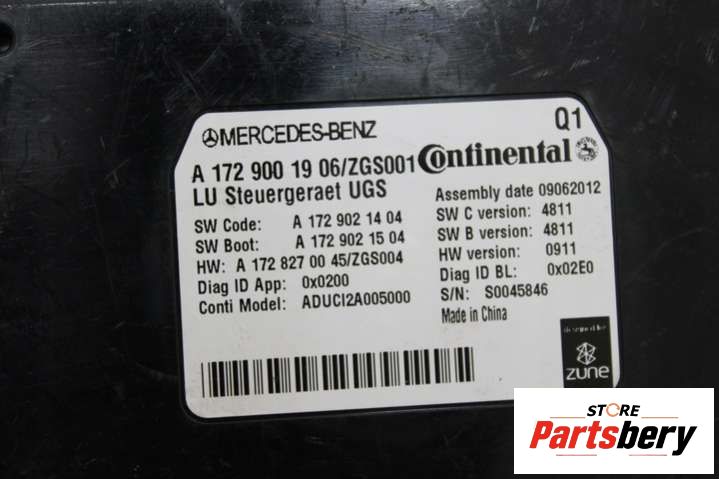 MERCEDES-BENZ
Q1
A 172 900 19 06/ZGS001
Continental
LU Steuergeraet UGS
Assembly date 09062012
SW Code: A 172 902 14 04
SW C version: 4811
SW Boot: A 172 902 15 04
SW B version: 4811
HW: A 172 827 00 45/ZGS004
HW version: 0911
Diag ID App: 0x0200
Diag ID BL: 0x02E0
Conti Model: ADUCI2A005000
S/N: S0045846
Made in China
designed by
zune
STORE
Partsbery